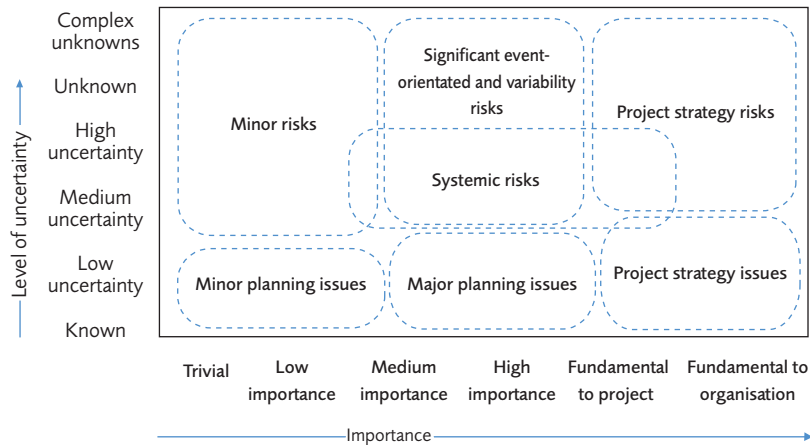 Level of uncertainty
Complex
unknowns
Unknown
High
uncertainty
Medium
uncertainty
Low
uncertainty
Known
Minor risks
Significant event-
orientated and variability
risks
Project strategy risks
Systemic risks
Minor planning issues
Major planning issues
Project strategy issues
Trivial
Low
importance
Medium
importance
High
importance
Fundamental
to project
Fundamental to
organisation
Importance